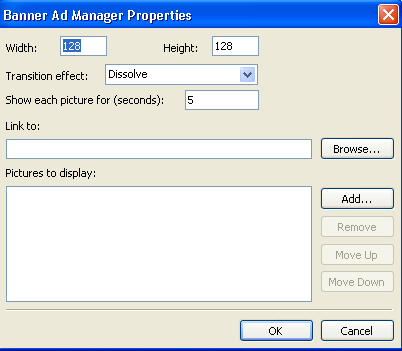 Banner Ad Manager Properties
Width: 128 Height: 128
Transition effect: Dissolve
Show each picture for (seconds): 5
Link to:
Browse...
Pictures to display:
Add...
Remove
Move Up
Move Down
OK Cancel